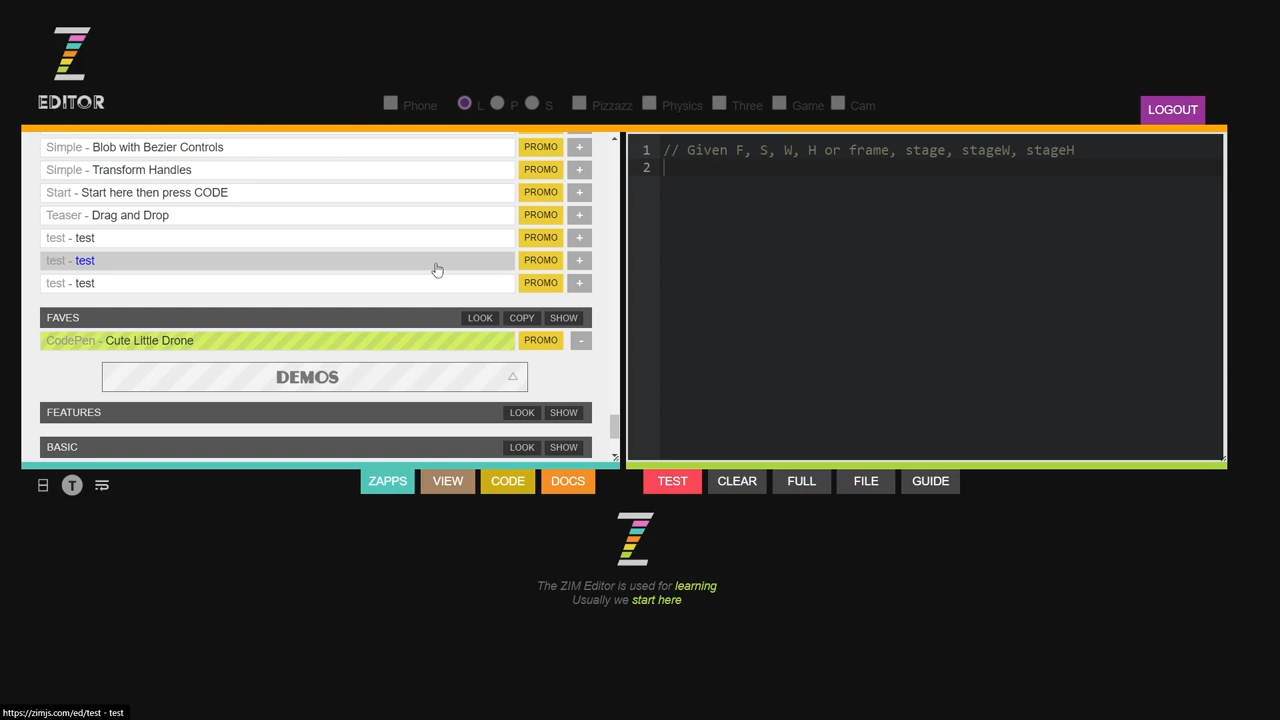 EDITOR
Phone L P S Pizzazz Physics Three Game Cam
LOGOUT
Simple - Blob with Bezier Controls PROMO +
Simple - Transform Handles PROMO +
Start - Start here then press CODE PROMO +
Teaser - Drag and Drop PROMO +
test - test PROMO +
test - test PROMO +
test - test PROMO +
FAVES LOOK COPY SHOW
CodePen - Cute Little Drone PROMO -
DEMOS
FEATURES LOOK SHOW
BASIC LOOK SHOW
1 // Given F, S, W, H or frame, stage, stageW, stageH
2
T
ZAPPS VIEW CODE DOCS
TEST CLEAR FULL FILE GUIDE
The ZIM Editor is used for learning
Usually we start here
https://zimjs.com/ed/test - test